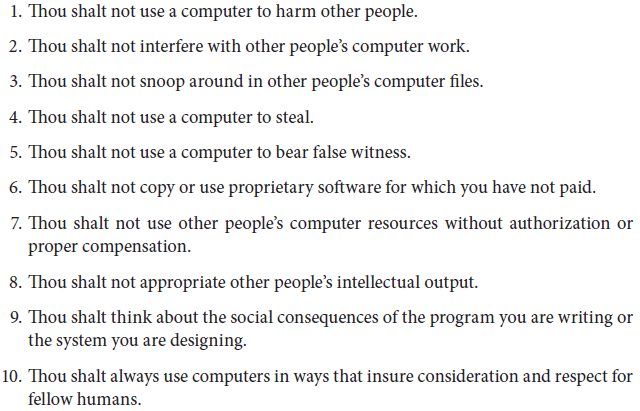 1. Thou shalt not use a computer to harm other people.
2. Thou shalt not interfere with other people’s computer work.
3. Thou shalt not snoop around in other people’s computer files.
4. Thou shalt not use a computer to steal.
5. Thou shalt not use a computer to bear false witness.
6. Thou shalt not copy or use proprietary software for which you have not paid.
7. Thou shalt not use other people’s computer resources without authorization or
proper compensation.
8. Thou shalt not appropriate other people’s intellectual output.
9. Thou shalt think about the social consequences of the program you are writing or
the system you are designing.
10. Thou shalt always use computers in ways that insure consideration and respect for
fellow humans.